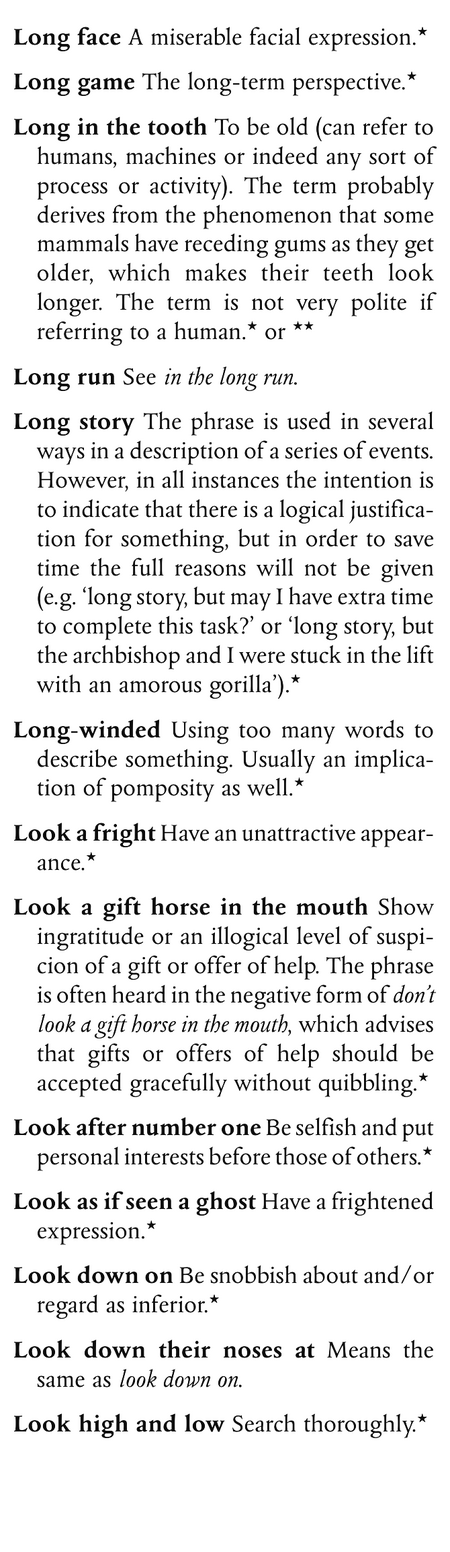 Long face A miserable facial expression.★
Long game The long-term perspective.★
Long in the tooth To be old (can refer to
humans, machines or indeed any sort of
process or activity). The term probably
derives from the phenomenon that some
mammals have receding gums as they get
older, which makes their teeth look
longer. The term is not very polite if
referring to a human.★ or ★★
Long run See in the long run.
Long story The phrase is used in several
ways in a description of a series of events.
However, in all instances the intention is
to indicate that there is a logical justifica-
tion for something, but in order to save
time the full reasons will not be given
(e.g. ‘long story, but may I have extra time
to complete this task?’ or ‘long story, but
the archbishop and I were stuck in the lift
with an amorous gorilla’).★
Long-winded Using too many words to
describe something. Usually an implica-
tion of pomposity as well.★
Look a fright Have an unattractive appear-
ance.★
Look a gift horse in the mouth Show
ingratitude or an illogical level of suspi-
cion of a gift or offer of help. The phrase
is often heard in the negative form of don’t
look a gift horse in the mouth, which advises
that gifts or offers of help should be
accepted gracefully without quibbling.★
Look after number one Be selfish and put
personal interests before those of others.★
Look as if seen a ghost Have a frightened
expression.★
Look down on Be snobbish about and/or
regard as inferior.★
Look down their noses at Means the
same as look down on.
Look high and low Search thoroughly.★